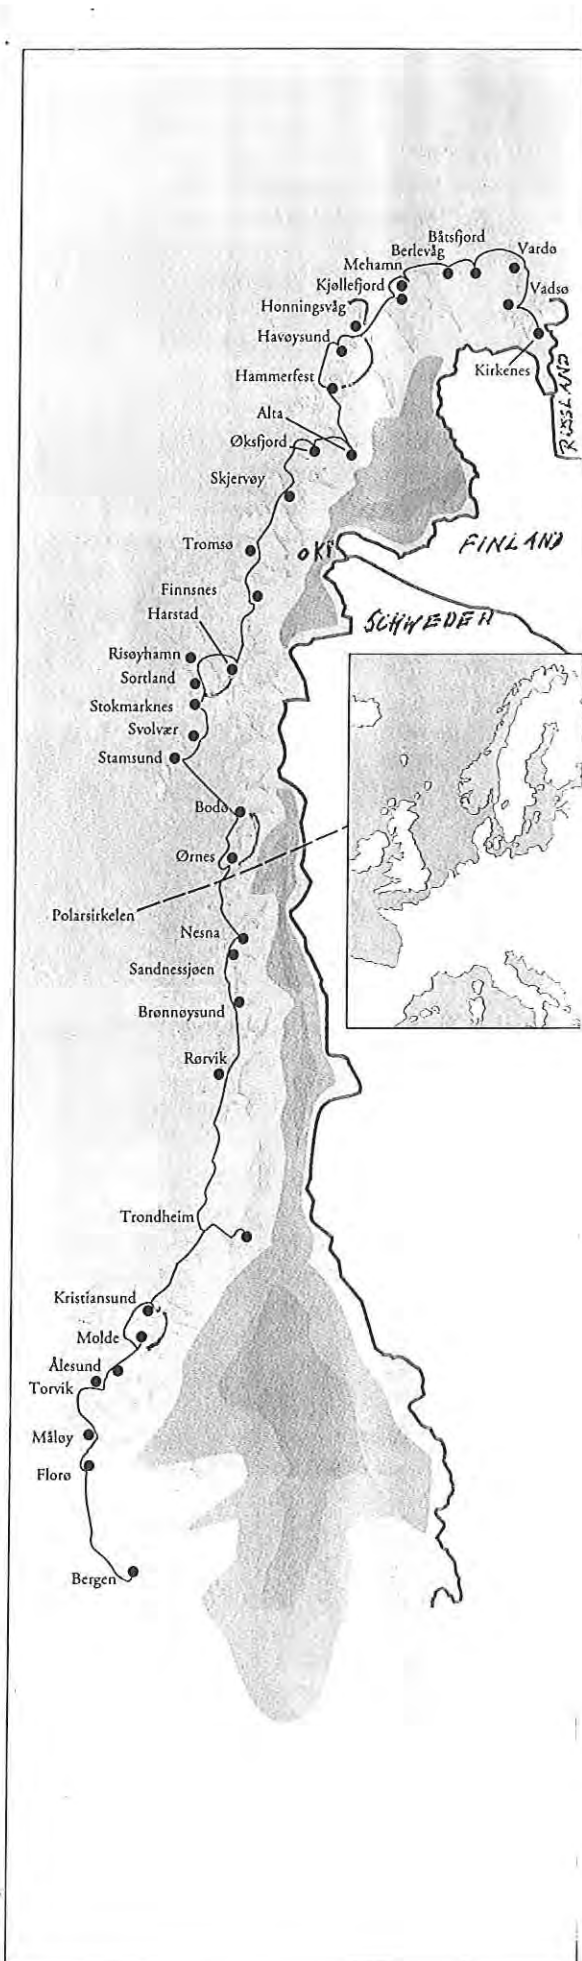 Båtsfjord
Vardø
Berlevåg
Mehamn
Kjøllefjord
Vadsø
Honningsvåg
Havøysund
Kirkenes
Hammerfest
RUSSLAND
Alta
Øksfjord
Skjervøy
Tromsø
FINLAND
Finnsnes
Harstad
SCHWEDEN
Risøyhamn
Sortland
Stokmarknes
Svolvær
Stamsund
Bodø
Ørnes
Polarsirkelen
Nesna
Sandnessjøen
Brønnøysund
Rørvik
Trondheim
Kristiansund
Molde
Ålesund
Torvik
Måløy
Florø
Bergen